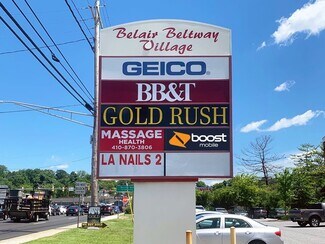 Belair Beltway
Village
GEICO
BB&T
GOLD RUSH
MASSAGE
HEALTH
410-870-3806
boost
mobile
LA NAILS 2